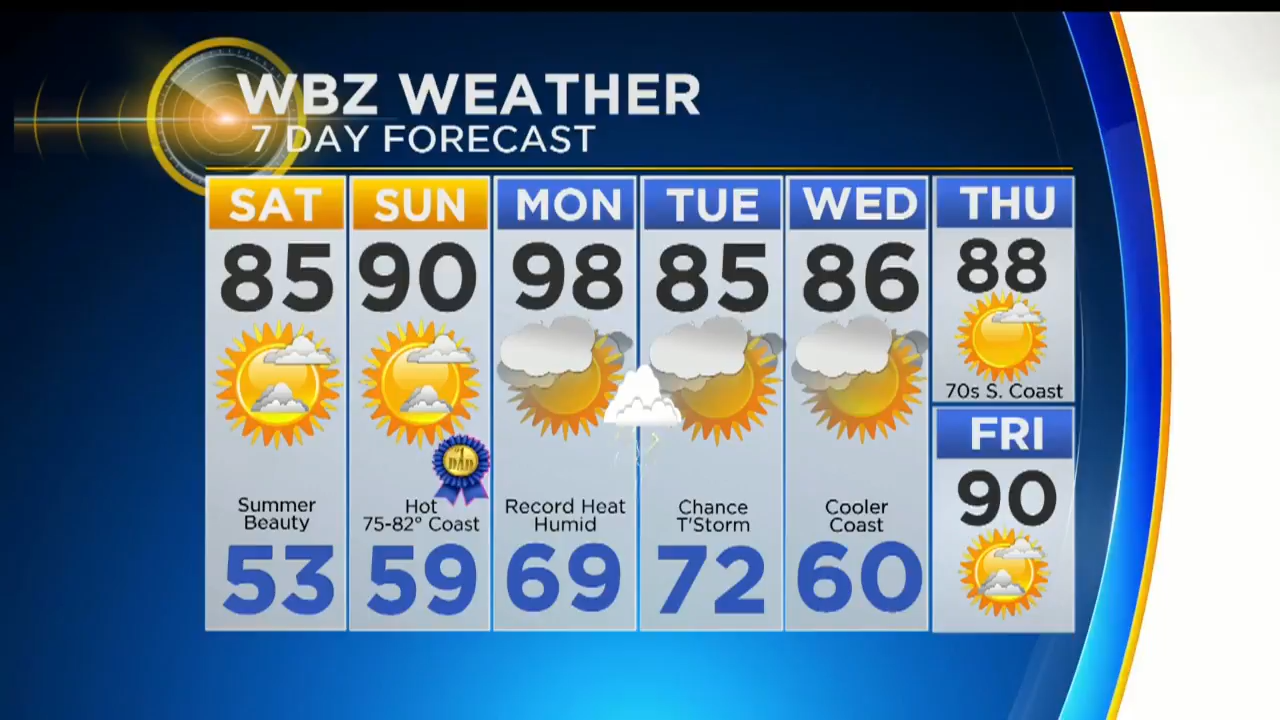 WBZ WEATHER
7 DAY FORECAST
SAT
85
Summer
Beauty
53
SUN
90
#1
DAD
Hot
75-82° Coast
59
MON
98
Record Heat
Humid
69
TUE
85
Chance
T'Storm
72
WED
86
Cooler
Coast
60
THU
88
70s S. Coast
FRI
90